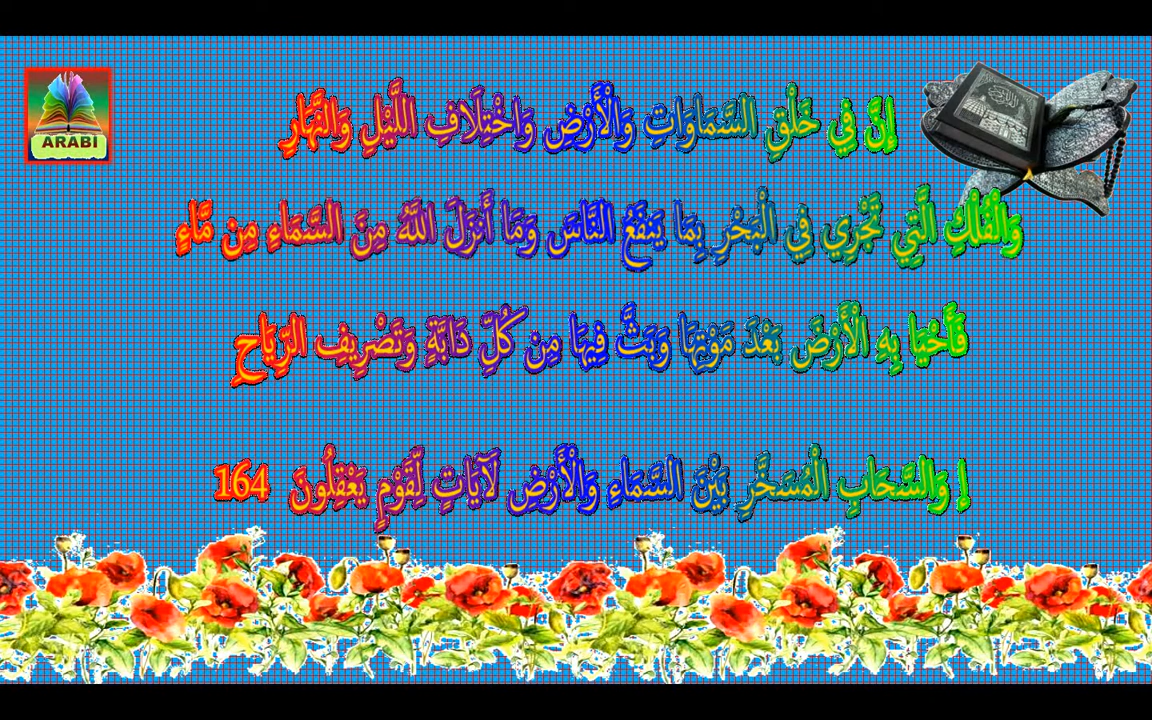 ARABI
إِنَّ فِي خَلْقِ السَّمَاوَاتِ وَالْأَرْضِ وَاخْتِلَافِ اللَّيْلِ وَالنَّهَارِ
وَالْفُلْكِ الَّتِي تَجْرِي فِي الْبَحْرِ بِمَا يَنفَعُ النَّاسَ وَمَا أَنزَلَ اللَّهُ مِنَ السَّمَاءِ مِن مَّاءٍ
فَأَحْيَا بِهِ الْأَرْضَ بَعْدَ مَوْتِهَا وَبَثَّ فِيهَا مِن كُلِّ دَابَّةٍ وَتَصْرِيفِ الرِّيَاحِ
إ وَالسَّحَابِ الْمُسَخَّرِ بَيْنَ السَّمَاءِ وَالْأَرْضِ لَآيَاتٍ لِّقَوْمٍ يَعْقِلُونَ 164